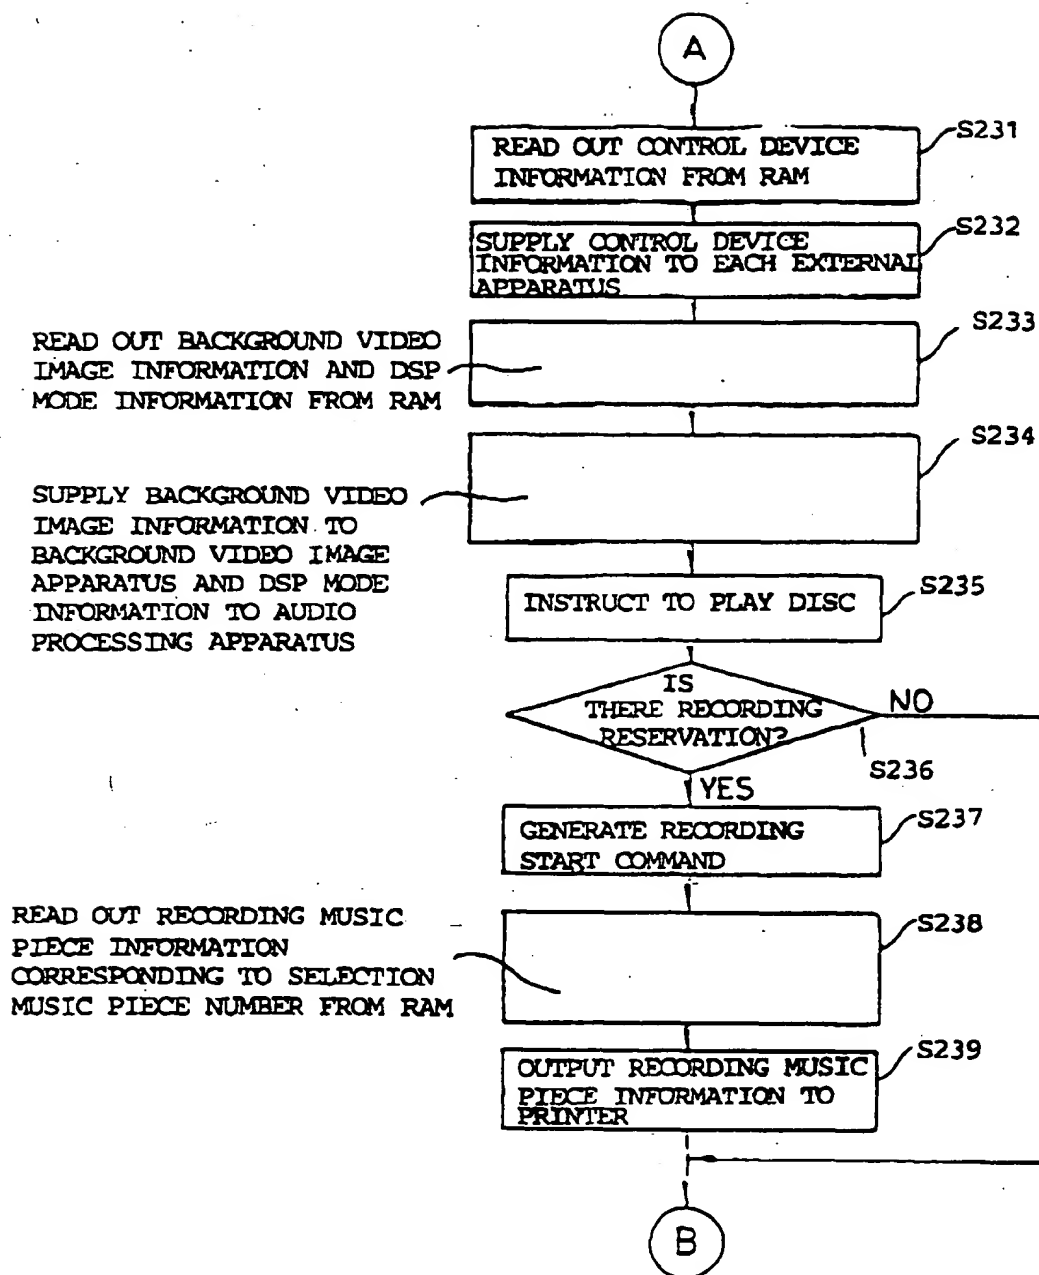 A
S231
READ OUT CONTROL DEVICE
INFORMATION FROM RAM
S232
SUPPLY CONTROL DEVICE
INFORMATION TO EACH EXTERNAL
APPARATUS
S233
READ OUT BACKGROUND VIDEO
IMAGE INFORMATION AND DSP
MODE INFORMATION FROM RAM
S234
SUPPLY BACKGROUND VIDEO
IMAGE INFORMATION TO
BACKGROUND VIDEO IMAGE
APPARATUS AND DSP MODE
INFORMATION TO AUDIO
PROCESSING APPARATUS
S235
INSTRUCT TO PLAY DISC
IS
THERE RECORDING
RESERVATION?
NO
S236
YES
S237
GENERATE RECORDING
START COMMAND
S238
READ OUT RECORDING MUSIC
PIECE INFORMATION
CORRESPONDING TO SELECTION
MUSIC PIECE NUMBER FROM RAM
S239
OUTPUT RECORDING MUSIC
PIECE INFORMATION TO
PRINTER
B